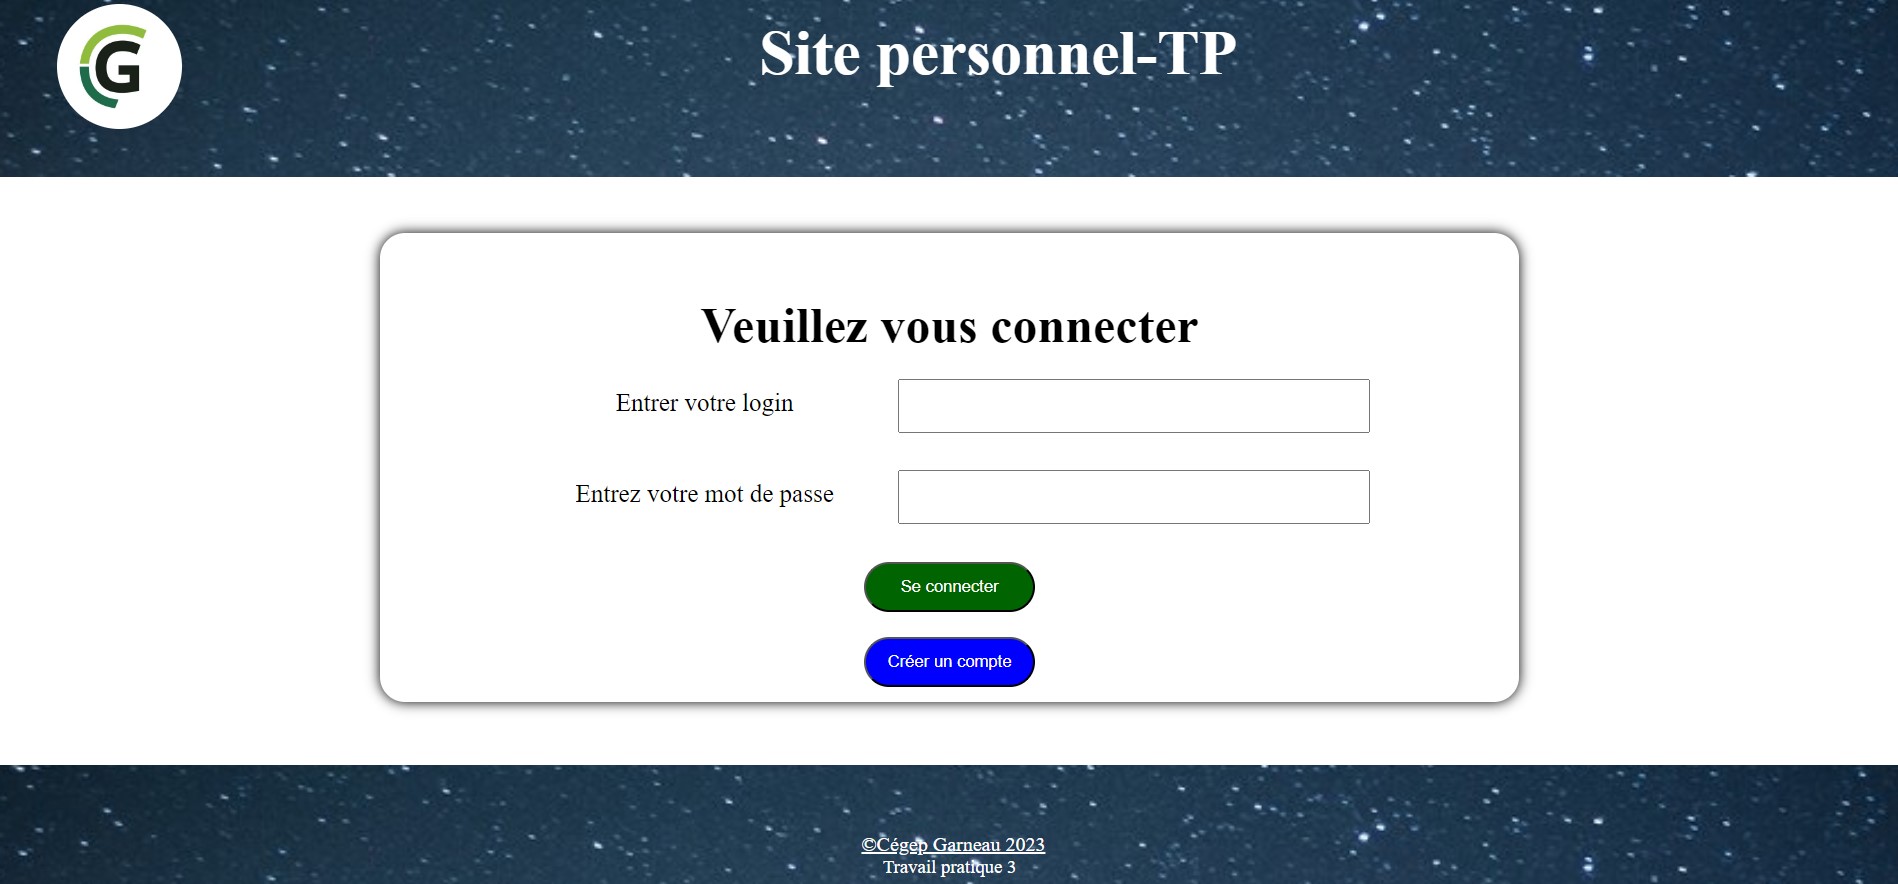 G
Site personnel-TP
Veuillez vous connecter
Entrer votre login
Entrez votre mot de passe
Se connecter
Créer un compte
©Cégep Garneau 2023
Travail pratique 3